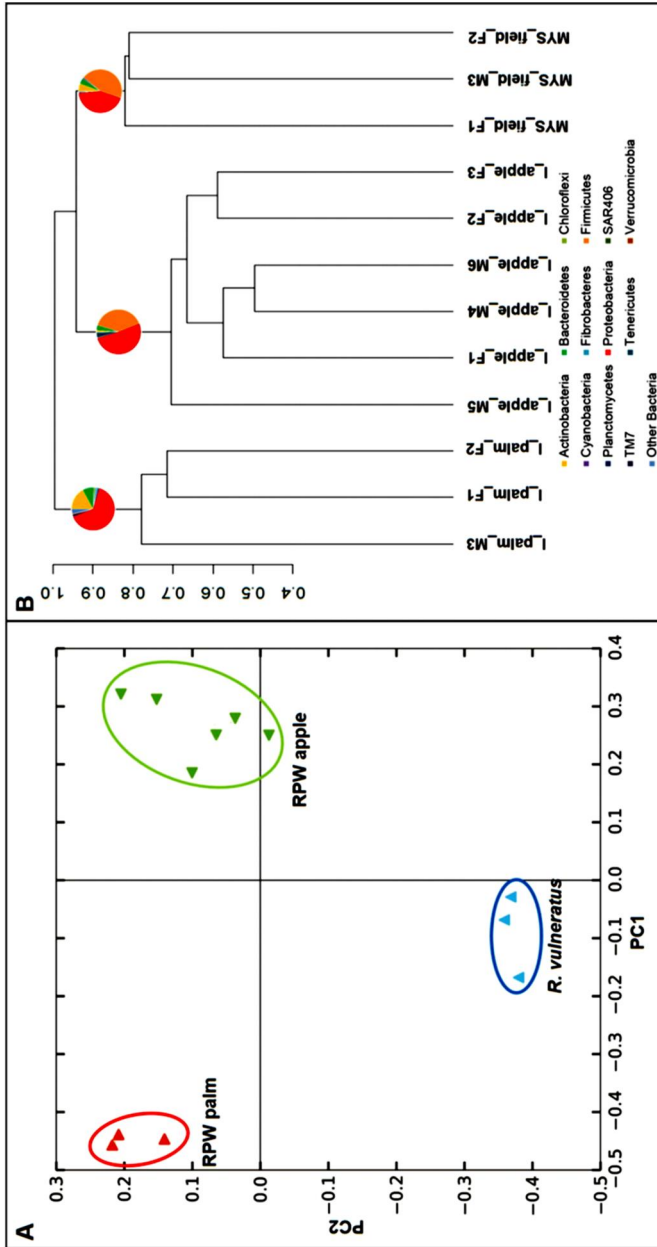 A
0.3
0.2
0.1
0.0
-0.1
-0.2
-0.3
-0.4
-0.5
PC2
-0.5
-0.4
-0.3
-0.2
-0.1
0.0
0.1
0.2
0.3
0.4
PC1
RPW palm
RPW apple
R. vulneratus
B
1.0
0.9
0.8
0.7
0.6
0.5
0.4
I_palm_M3
I_palm_F1
I_palm_F2
I_apple_M5
I_apple_F1
I_apple_M4
I_apple_M6
I_apple_F2
I_apple_F3
MYS_field_F1
MYS_field_M3
MYS_field_F2
Actinobacteria Bacteroidetes Chloroflexi
Cyanobacteria Fibrobacteres Firmicutes
Planctomycetes Proteobacteria SAR406
TM7 Tenericutes Verrucomicrobia
Other Bacteria